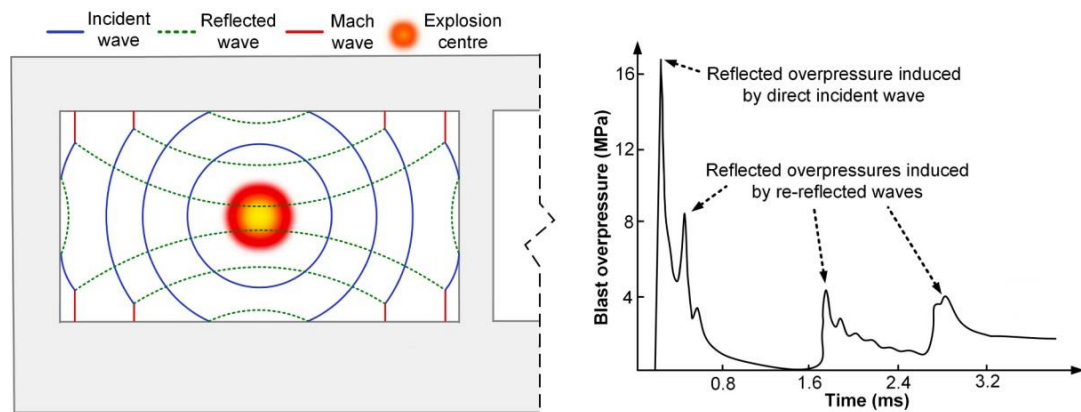 Incident wave
Reflected wave
Mach wave
Explosion centre
Blast overpressure (MPa)
16
12
8
4
Reflected overpressure induced
by direct incident wave
Reflected overpressures induced
by re-reflected waves
0.8
1.6
2.4
3.2
Time (ms)